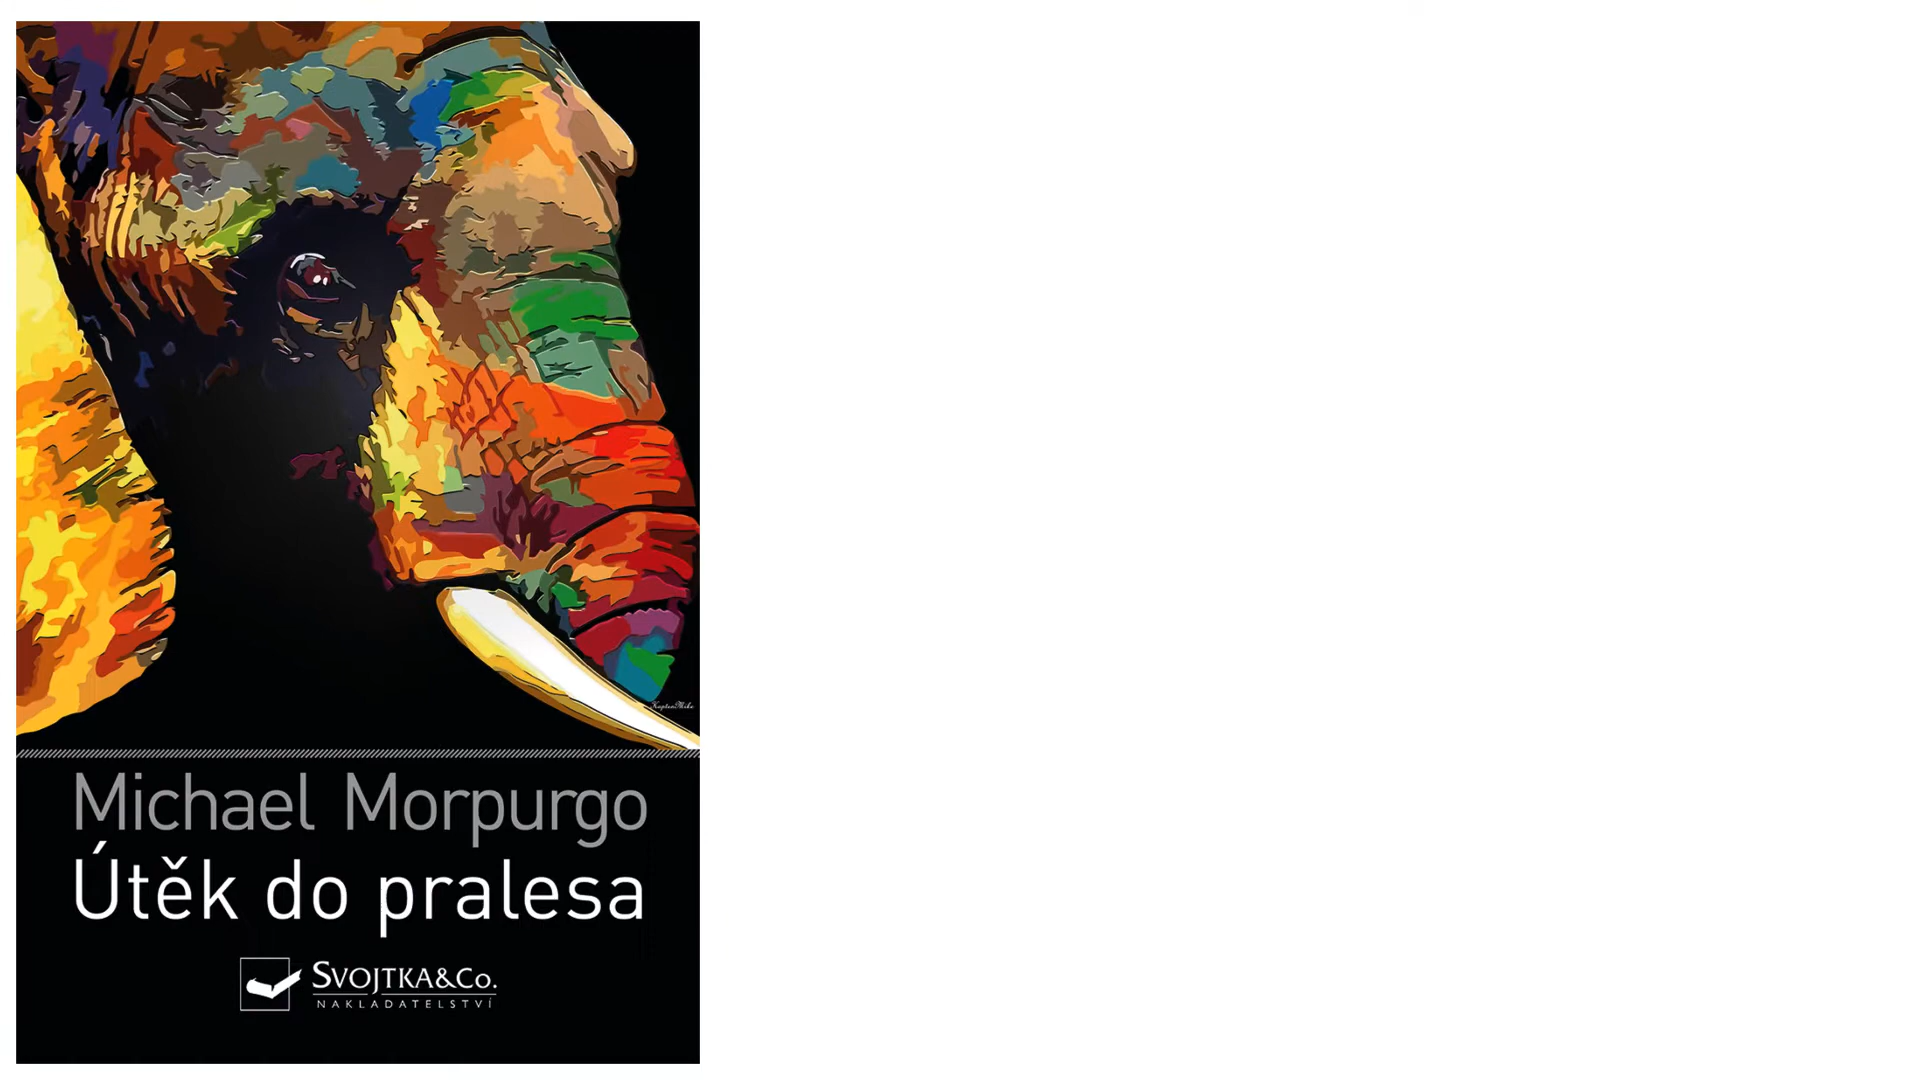 Michael Morpurgo
Útěk do pralesa
SVOJTKA&CO.
NAKLADATELSTVÍ